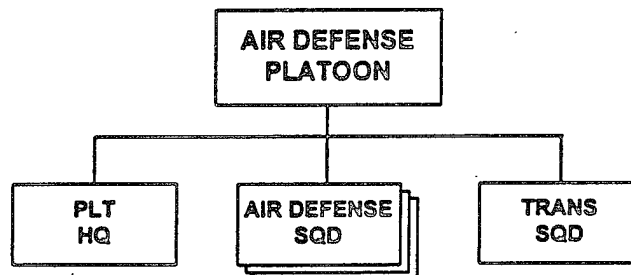 AIR DEFENSE
PLATOON
PLT
HQ
AIR DEFENSE
SQD
TRANS
SQD